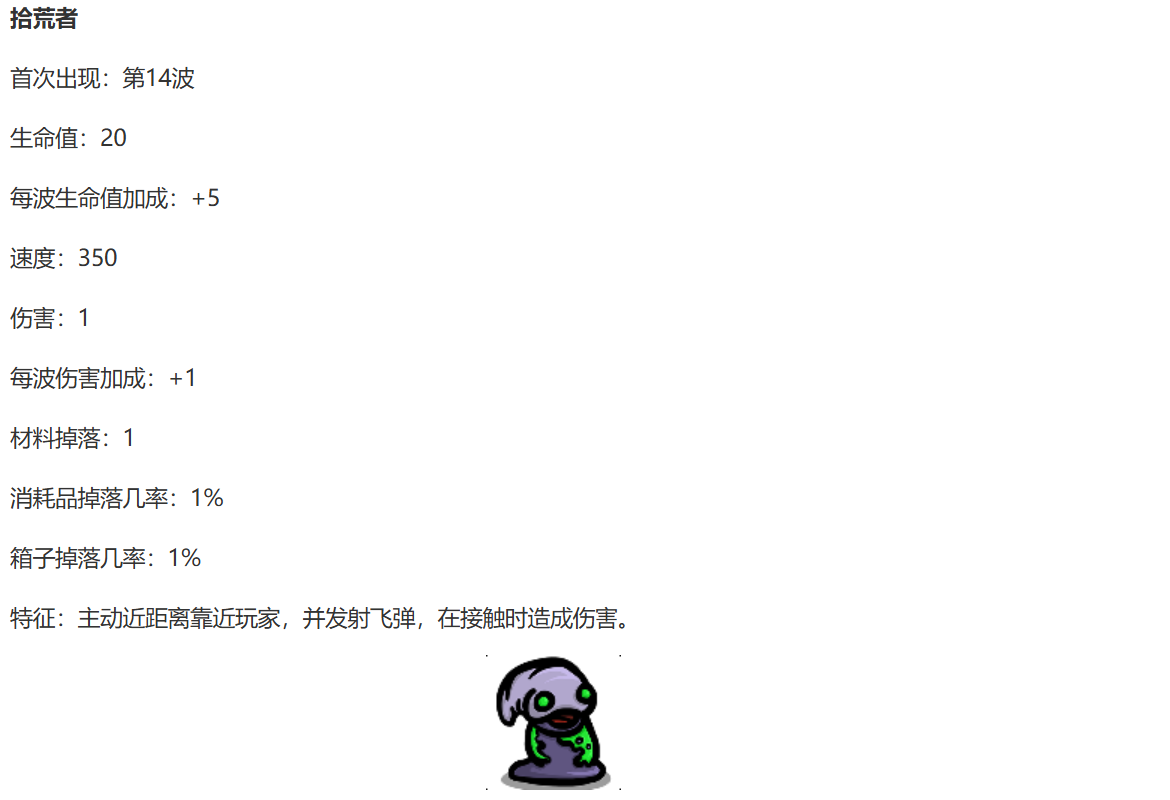 拾荒者
首次出现：第14波
生命值：20
每波生命值加成：+5
速度：350
伤害：1
每波伤害加成：+1
材料掉落：1
消耗品掉落几率：1%
箱子掉落几率：1%
特征：主动近距离靠近玩家，并发射飞弹，在接触时造成伤害。